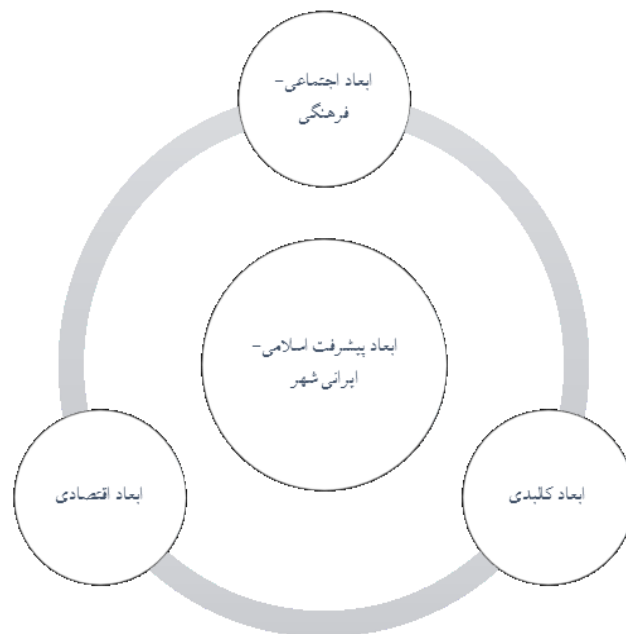 ابعاد اجتماعی-
فرهنگی
ابعاد پیشرفت اسلامی-
ایرانی شهر
ابعاد کالبدی
ابعاد اقتصادی